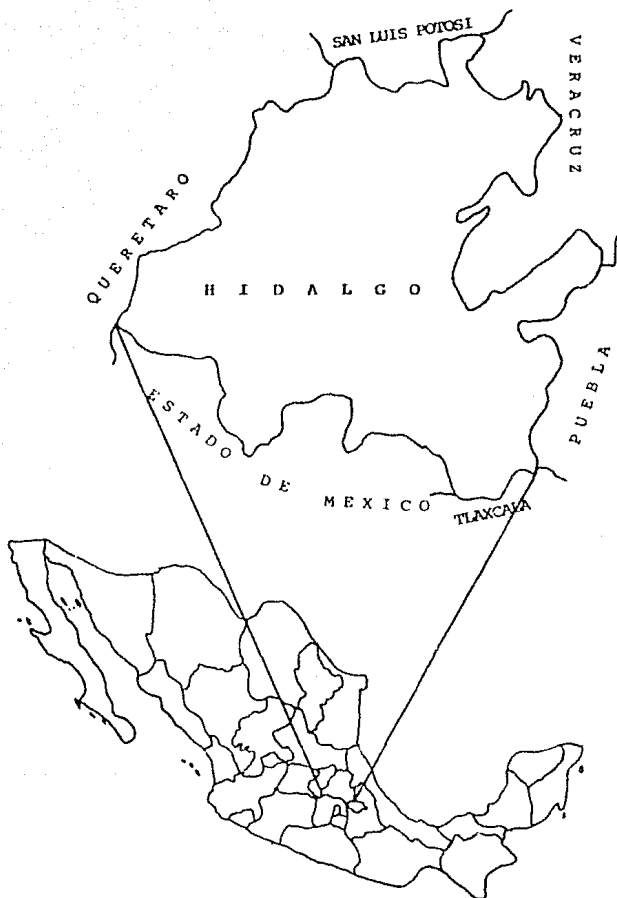 SAN LUIS POTOSI
VERACRUZ
QUERETARO
HIDALGO
PUEBLA
ESTADO DE MEXICO
TLAXCALA